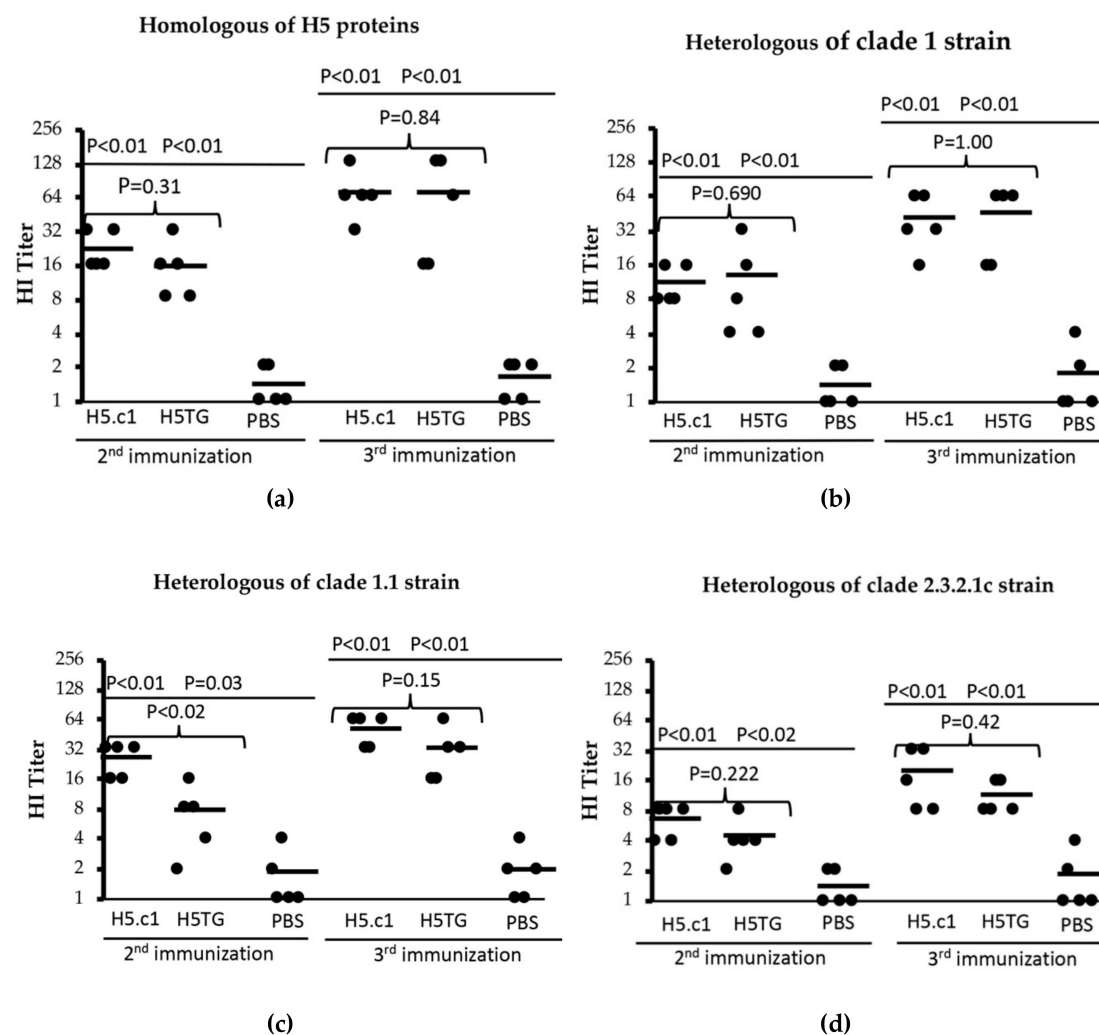 Homologous of H5 proteins
P<0.01 P<0.01
P=0.84
P<0.01 P<0.01
P=0.31
HI Titer
256
128
64
32
16
8
4
2
1
H5.c1 H5TG PBS H5.c1 H5TG PBS
2nd immunization 3rd immunization
(a)
Heterologous of clade 1 strain
P<0.01 P<0.01
P=1.00
P<0.01 P<0.01
P=0.690
HI Titer
256
128
64
32
16
8
4
2
1
H5.c1 H5TG PBS H5.c1 H5TG PBS
2nd immunization 3rd immunization
(b)
Heterologous of clade 1.1 strain
P<0.01 P<0.01
P=0.15
P<0.01 P=0.03
P<0.02
HI Titer
256
128
64
32
16
8
4
2
1
H5.c1 H5TG PBS H5.c1 H5TG PBS
2nd immunization 3rd immunization
(c)
Heterologous of clade 2.3.2.1c strain
P<0.01 P<0.01
P=0.42
P<0.01 P<0.02
P=0.222
HI Titer
256
128
64
32
16
8
4
2
1
H5.c1 H5TG PBS H5.c1 H5TG PBS
2nd immunization 3rd immunization
(d)